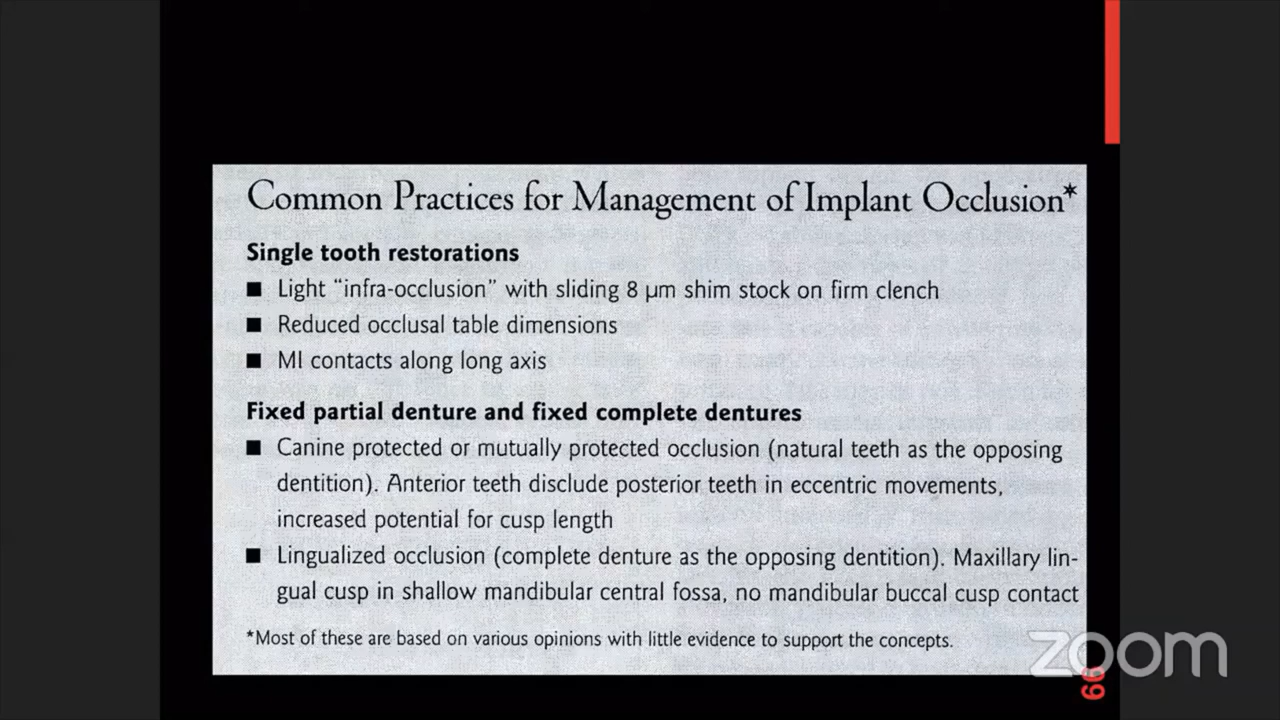 Common Practices for Management of Implant Occlusion*
Single tooth restorations
■ Light “infra-occlusion” with sliding 8 µm shim stock on firm clench
■ Reduced occlusal table dimensions
■ MI contacts along long axis
Fixed partial denture and fixed complete dentures
■ Canine protected or mutually protected occlusion (natural teeth as the opposing
dentition). Anterior teeth disclude posterior teeth in eccentric movements,
increased potential for cusp length
■ Lingualized occlusion (complete denture as the opposing dentition). Maxillary lin-
gual cusp in shallow mandibular central fossa, no mandibular buccal cusp contact
*Most of these are based on various opinions with little evidence to support the concepts.
zoom
66